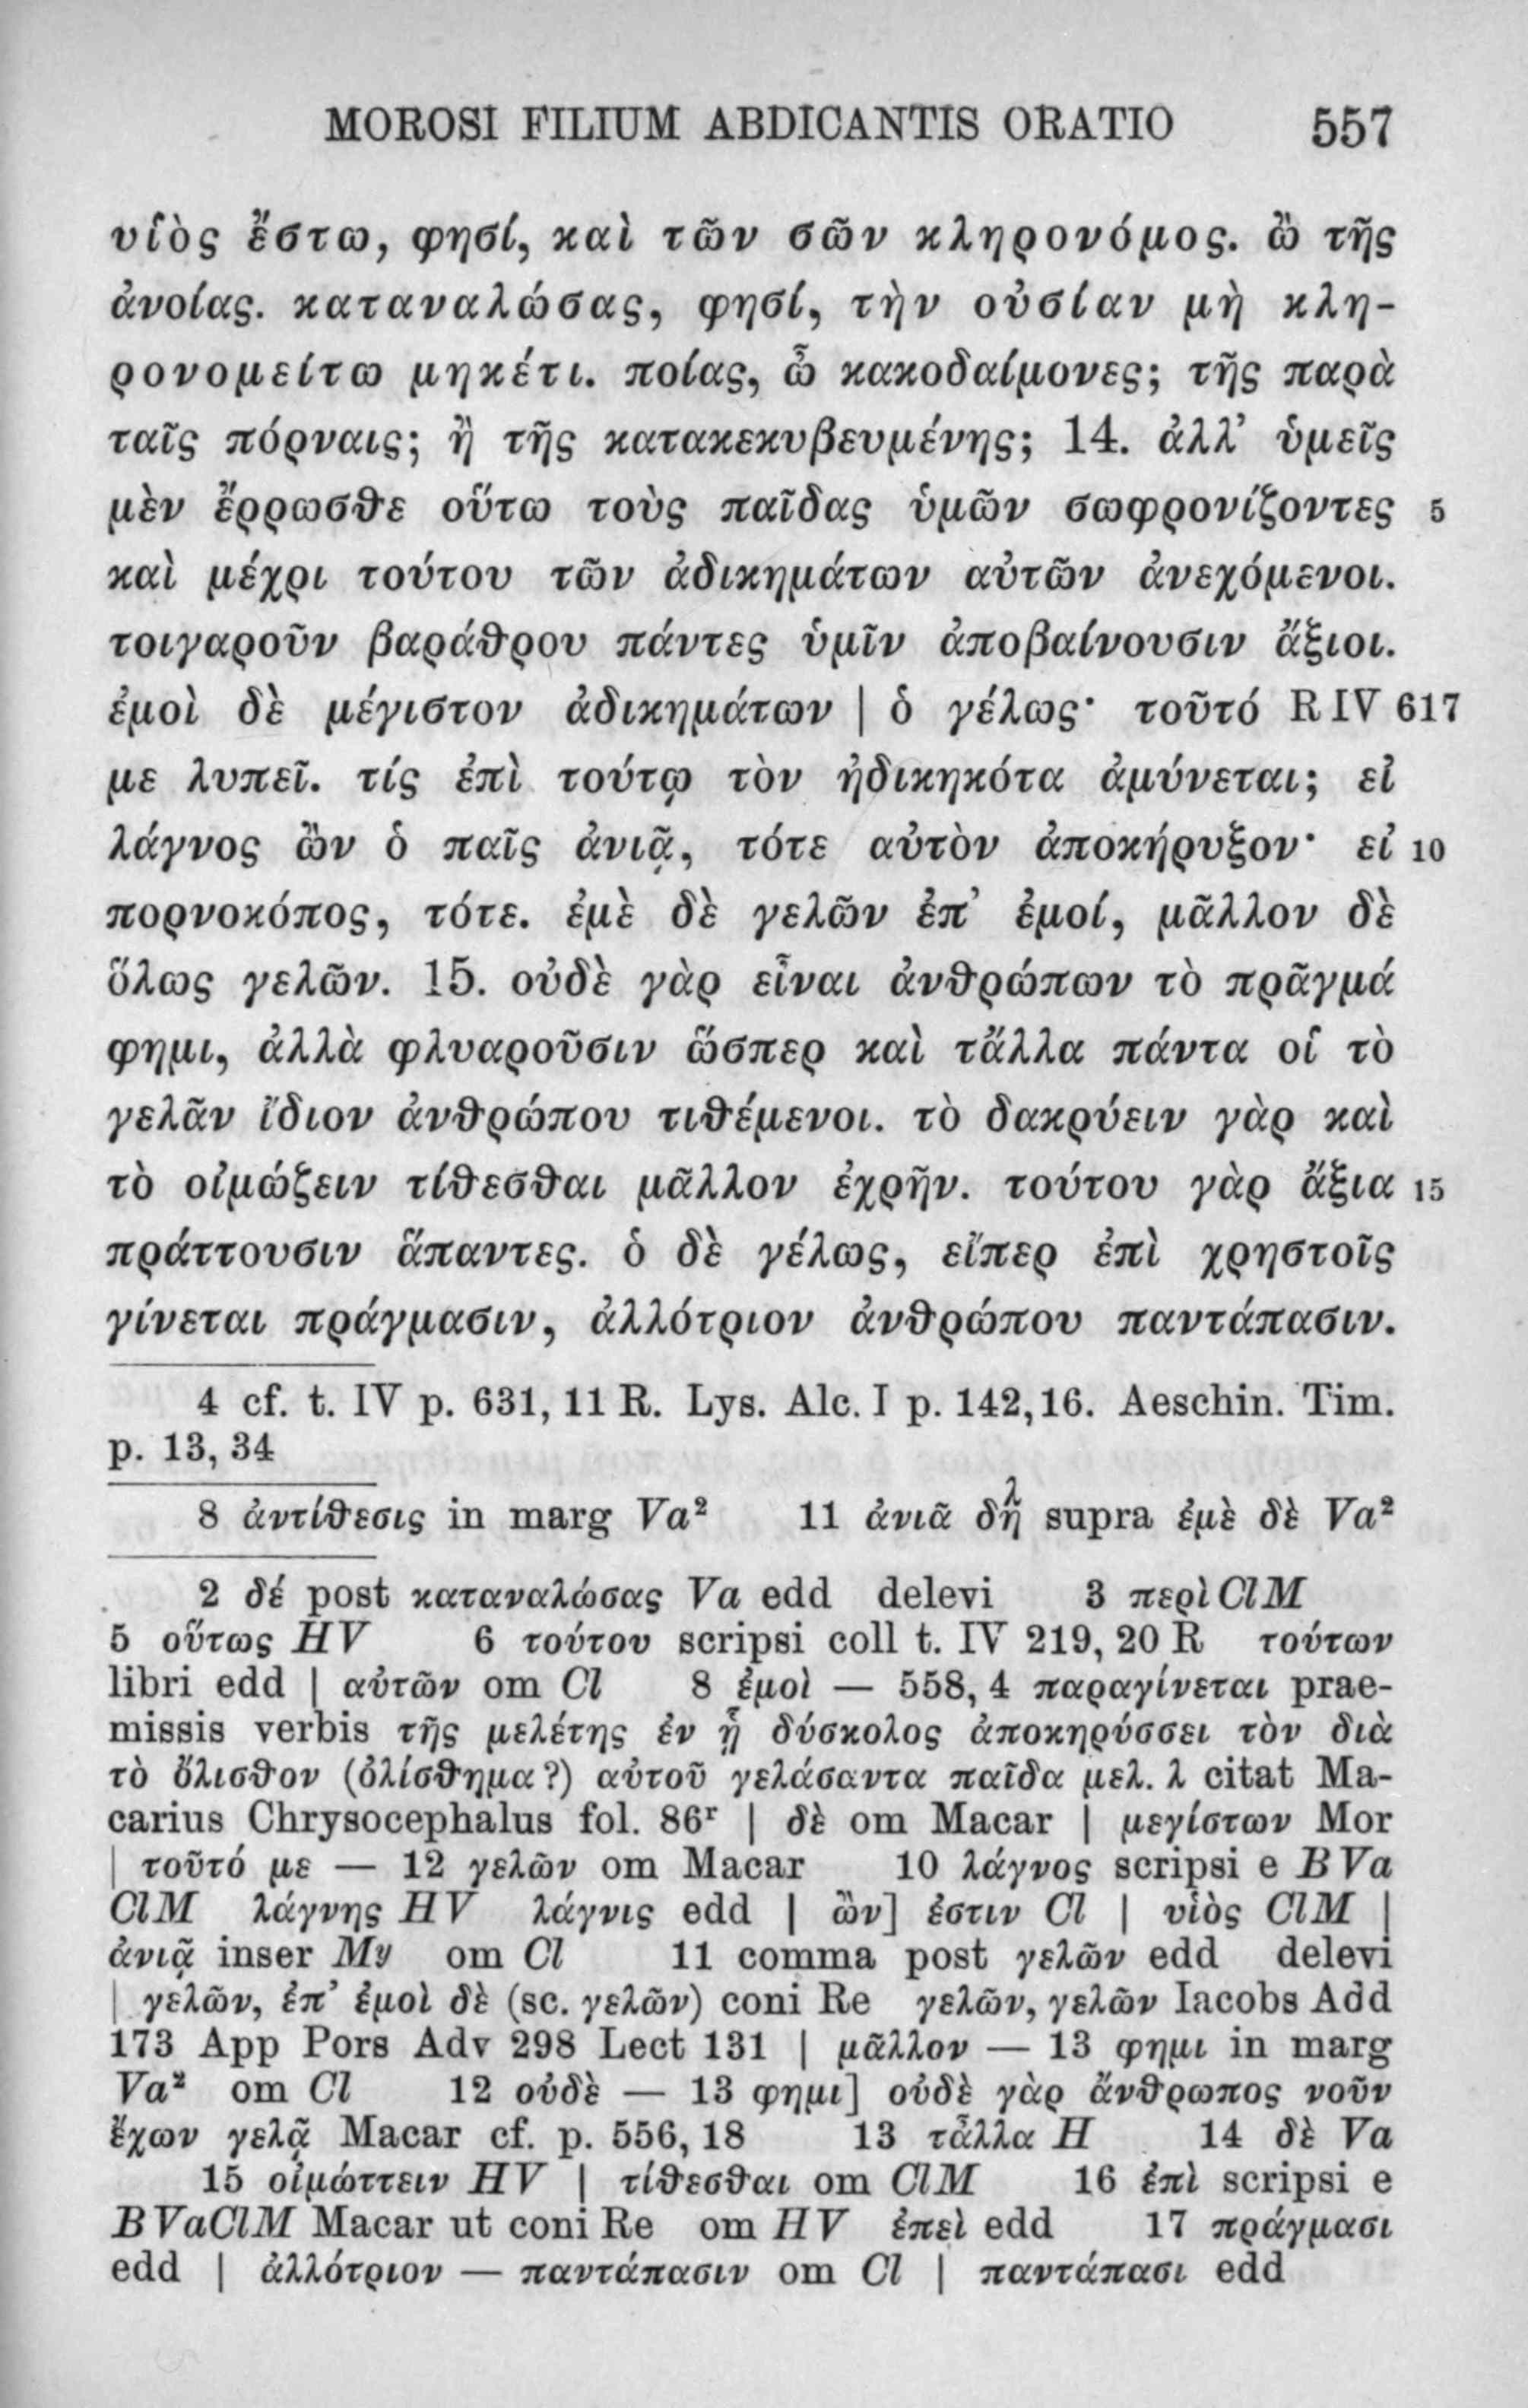 MOROSI FILIUM ABDICANTIS ORATIO 557
υἱὸς ἔστω, φησί, καὶ τῶν σῶν κληρονόμος. ὢ τῆς
ἀνοίας. καταναλώσας, φησί, τὴν οὐσίαν μὴ κλη-
ρονομείτω μηκέτι. ποίας, ὦ κακοδαίμονες; τῆς παρὰ
ταῖς πόρναις; ἢ τῆς κατακεκυβευμένης; 14. ἀλλ’ ὑμεῖς
μὲν ἔρρωσθε οὕτω τοὺς παῖδας ὑμῶν σωφρονίζοντες 5
καὶ μέχρι τούτου τῶν ἀδικημάτων αὐτῶν ἀνεχόμενοι.
τοιγαροῦν βαράθρου πάντες ὑμῖν ἀποβαίνουσιν ἄξιοι.
ἐμοὶ δὲ μέγιστον ἀδικημάτων | ὁ γέλως· τοῦτό R IV 617
με λυπεῖ. τίς ἐπὶ τούτῳ τὸν ἠδικηκότα ἀμύνεται; εἰ
λάγνος ὢν ὁ παῖς ἀνιᾷ, τότε αὐτὸν ἀποκήρυξον· εἰ 10
πορνοκόπος, τότε. ἐμὲ δὲ γελῶν ἐπ’ ἐμοί, μᾶλλον δὲ
ὅλως γελῶν. 15. οὐδὲ γὰρ εἶναι ἀνθρώπων τὸ πρᾶγμά
φημι, ἀλλὰ φλυαροῦσιν ὥσπερ καὶ τἄλλα πάντα οἱ τὸ
γελᾶν ἴδιον ἀνθρώπου τιθέμενοι. τὸ δακρύειν γὰρ καὶ
τὸ οἰμώζειν τίθεσθαι μᾶλλον ἐχρῆν. τούτου γὰρ ἄξια 15
πράττουσιν ἅπαντες. ὁ δὲ γέλως, εἴπερ ἐπὶ χρηστοῖς
γίνεται πράγμασιν, ἀλλότριον ἀνθρώπου παντάπασιν.
4 cf. t. IV p. 631, 11 R. Lys. Alc. I p. 142, 16. Aeschin. Tim.
p. 13, 34
8 ἀντίθεσις in marg Va² 11 ἀνιᾶ δῆλ supra ἐμὲ δὲ Va²
2 δέ post καταναλώσας Va edd delevi 3 περὶ ClM
5 οὕτως HV 6 τούτου scripsi coll t. IV 219, 20 R τούτων
libri edd | αὐτῶν om Cl 8 ἐμοὶ — 558, 4 παραγίνεται prae-
missis verbis τῆς μελέτης ἐν ᾗ δύσκολος ἀποκηρύσσει τὸν διὰ
τὸ ὄλισθον (ὀλίσθημα?) αὐτοῦ γελάσαντα παῖδα μελ. λ citat Ma-
carius Chrysocephalus fol. 86ʳ | δὲ om Macar | μεγίστων Mor
| τοῦτό με — 12 γελῶν om Macar 10 λάγνος scripsi e BVa
ClM λάγνης HV λάγνις edd | ὢν] ἐστιν Cl | υἱὸς ClM |
ἀνιᾷ inser My om Cl 11 comma post γελῶν edd delevi
| γελῶν, ἐπ’ ἐμοὶ δὲ (sc. γελῶν) coni Re γελῶν, γελῶν Iacobs Add
173 App Pors Adv 298 Lect 131 | μᾶλλον — 13 φημι in marg
Va² om Cl 12 οὐδὲ — 13 φημι] οὐδὲ γὰρ ἄνθρωπος νοῦν
ἔχων γελᾷ Macar cf. p. 556, 18 13 τἆλλα H 14 δὲ Va
15 οἰμώττειν HV | τίθεσθαι om ClM 16 ἐπὶ scripsi e
BVaClM Macar ut coni Re om HV ἐπεὶ edd 17 πράγμασι
edd | ἀλλότριον — παντάπασιν om Cl | παντάπασι edd